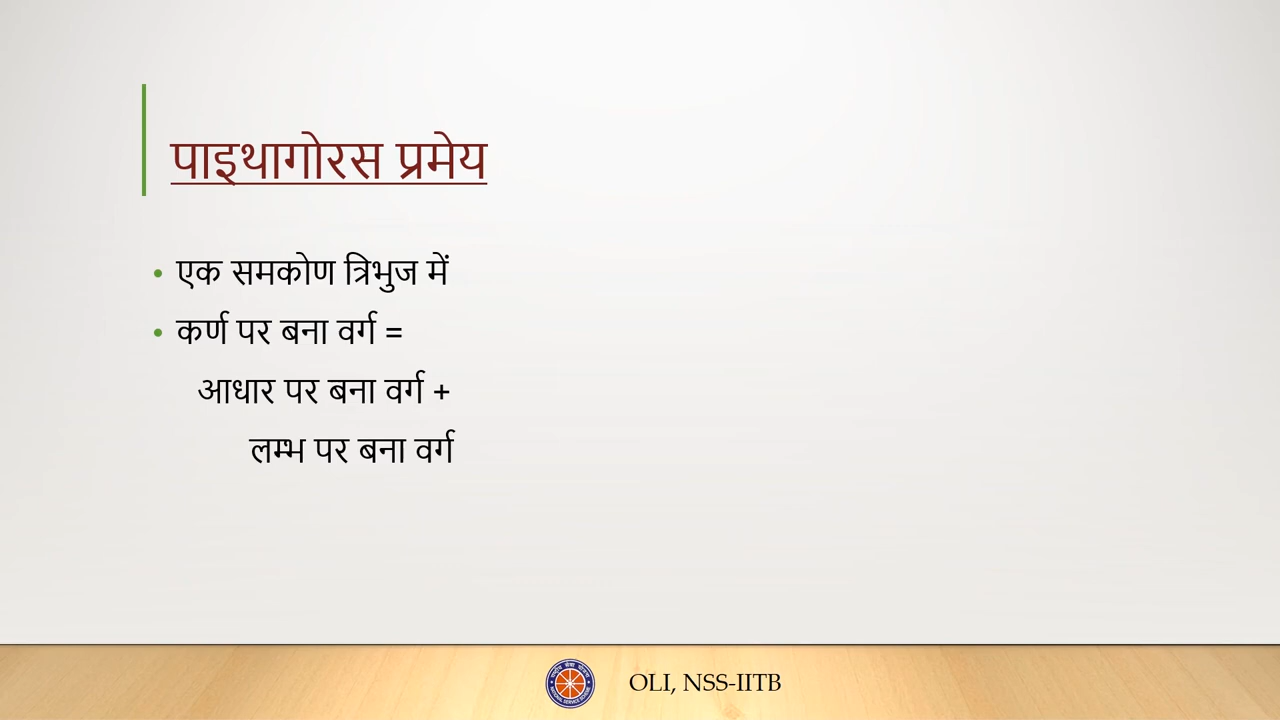 पाइथागोरस प्रमेय
एक समकोण त्रिभुज में
कर्ण पर बना वर्ग =
आधार पर बना वर्ग +
लम्भ पर बना वर्ग
OLI, NSS-IITB